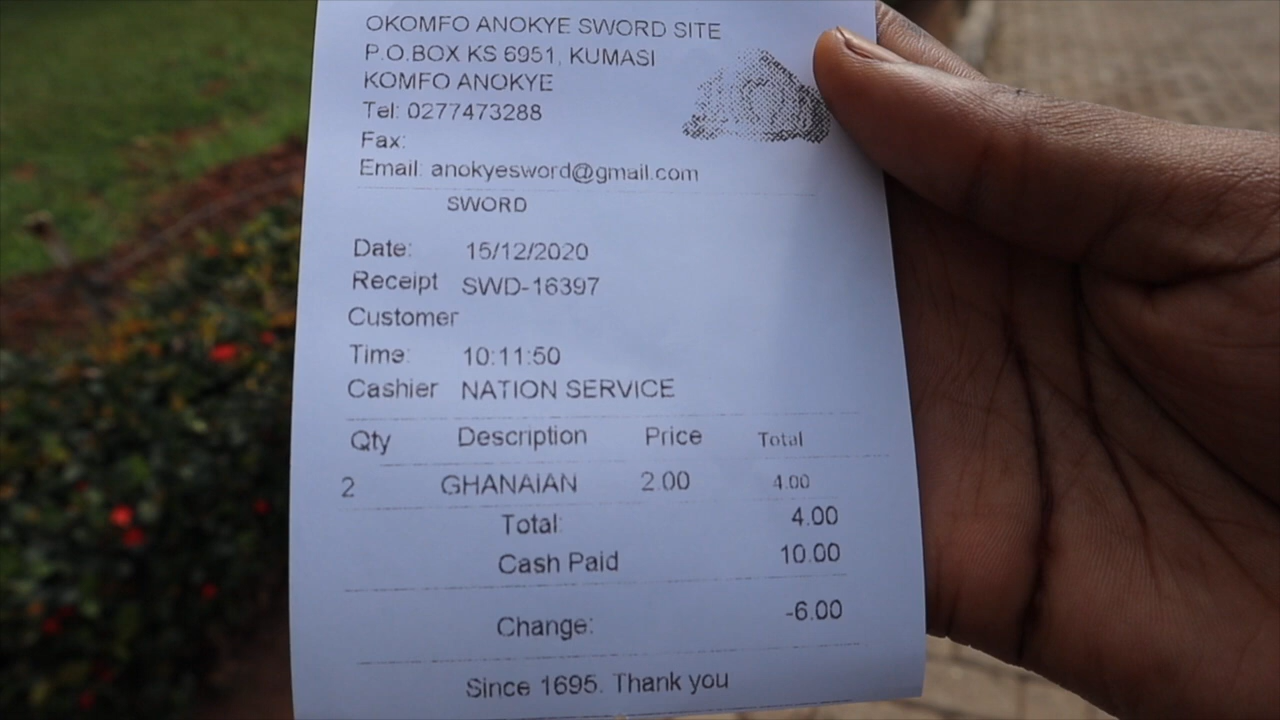 OKOMFO ANOKYE SWORD SITE
P.O.BOX KS 6951, KUMASI
KOMFO ANOKYE
Tel: 0277473288
Fax:
Email: anokyesword@gmail.com
SWORD
Date: 15/12/2020
Receipt SWD-16397
Customer
Time: 10:11:50
Cashier NATION SERVICE
Qty Description Price Total
2 GHANAIAN 2.00 4.00
Total: 4.00
Cash Paid 10.00
Change: -6.00
Since 1695. Thank you